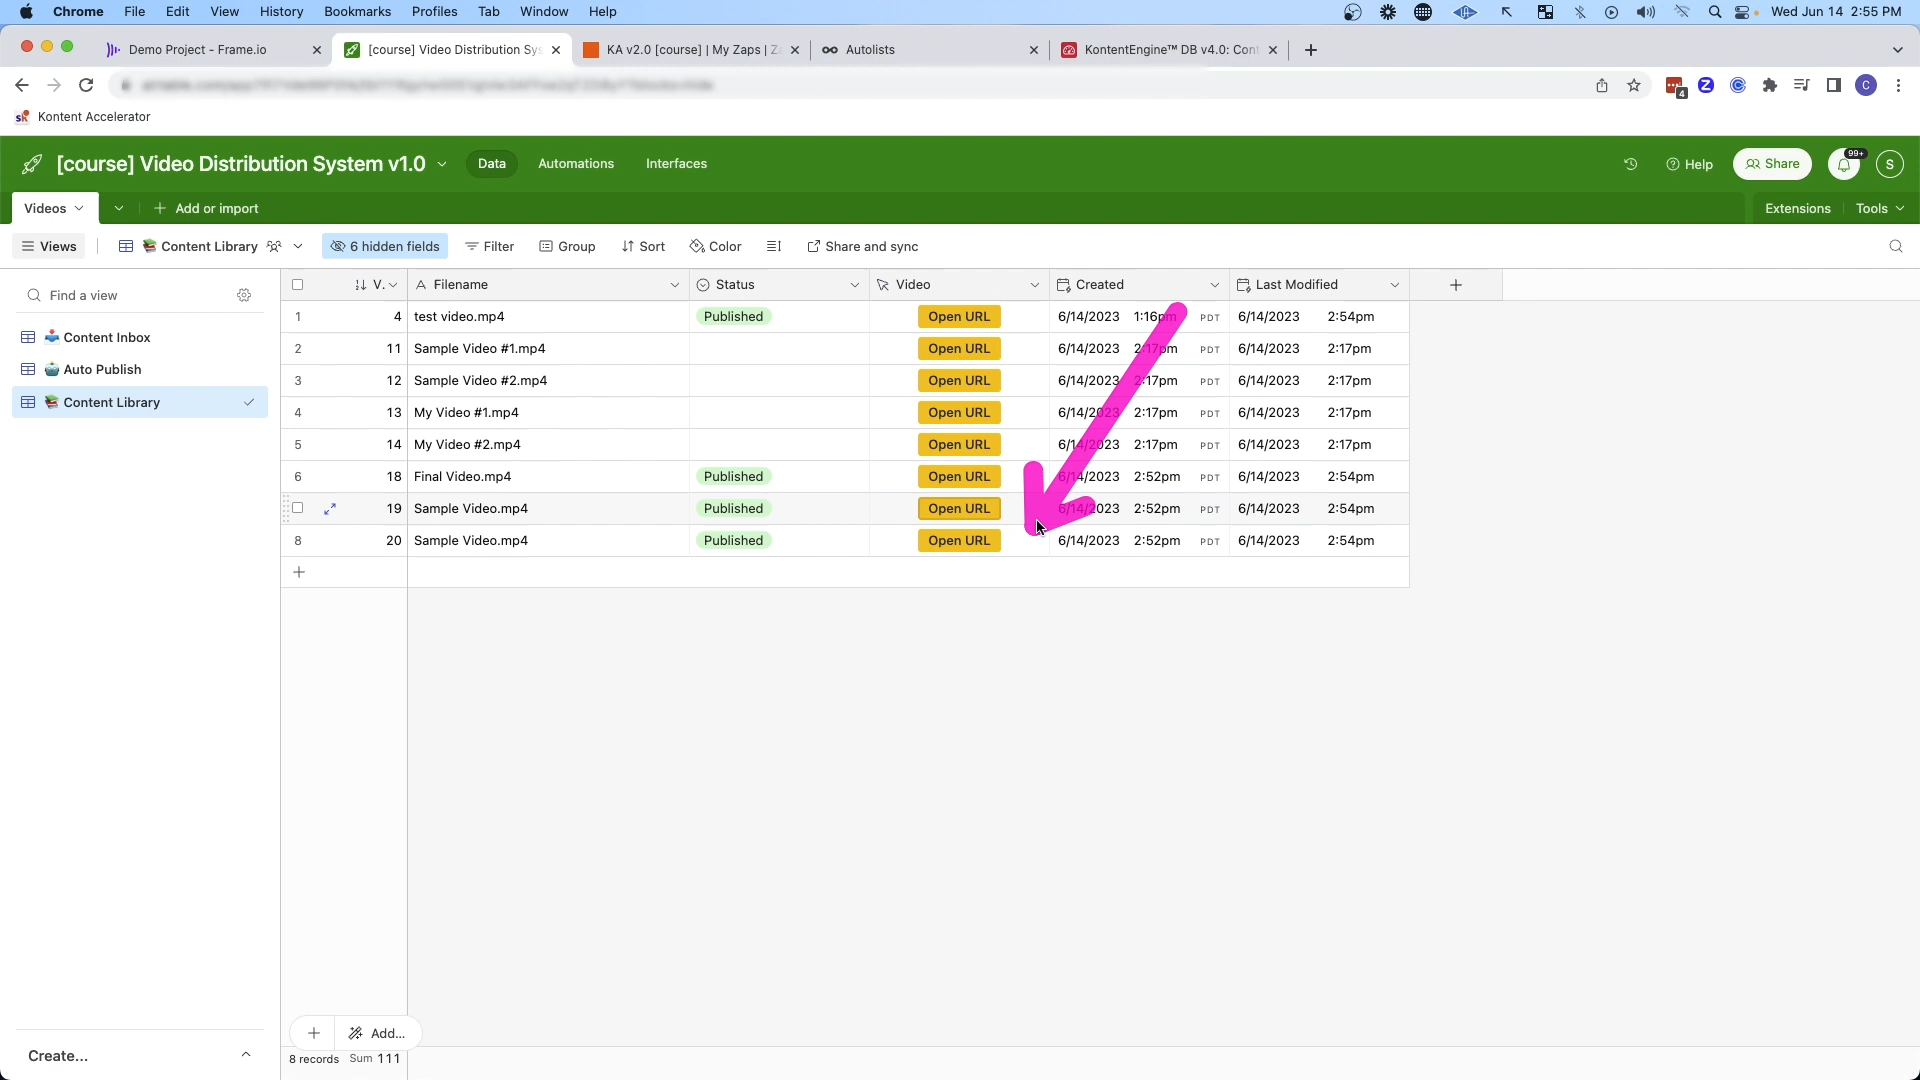 Chrome File Edit View History Bookmarks Profiles Tab Window Help Wed Jun 14 2:55 PM
Demo Project - Frame.io [course] Video Distribution Sys KA v2.0 [course] | My Zaps | Z Autolists KontentEngine™ DB v4.0: Cont
4 C
sK Kontent Accelerator
[course] Video Distribution System v1.0 Data Automations Interfaces Help Share 99+ S
Videos Add or import Extensions Tools
Views Content Library 6 hidden fields Filter Group Sort Color Share and sync
Find a view
Content Inbox
Auto Publish
Content Library
V. Filename Status Video Created Last Modified
1 4 test video.mp4 Published Open URL 6/14/2023 1:16pm PDT 6/14/2023 2:54pm
2 11 Sample Video #1.mp4 Open URL 6/14/2023 2:17pm PDT 6/14/2023 2:17pm
3 12 Sample Video #2.mp4 Open URL 6/14/2023 2:17pm PDT 6/14/2023 2:17pm
4 13 My Video #1.mp4 Open URL 6/14/2023 2:17pm PDT 6/14/2023 2:17pm
5 14 My Video #2.mp4 Open URL 6/14/2023 2:17pm PDT 6/14/2023 2:17pm
6 18 Final Video.mp4 Published Open URL 6/14/2023 2:52pm PDT 6/14/2023 2:54pm
19 Sample Video.mp4 Published Open URL 6/14/2023 2:52pm PDT 6/14/2023 2:54pm
8 20 Sample Video.mp4 Published Open URL 6/14/2023 2:52pm PDT 6/14/2023 2:54pm
Add...
Create...
8 records Sum 111